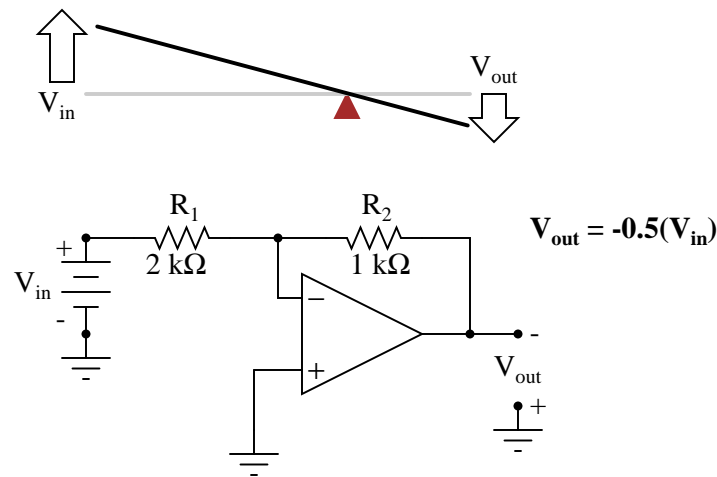 V_out
V_in
R_1
R_2
V_out = -0.5(V_in)
+
2 kΩ
1 kΩ
V_in
−
-
-
V_out
+
+